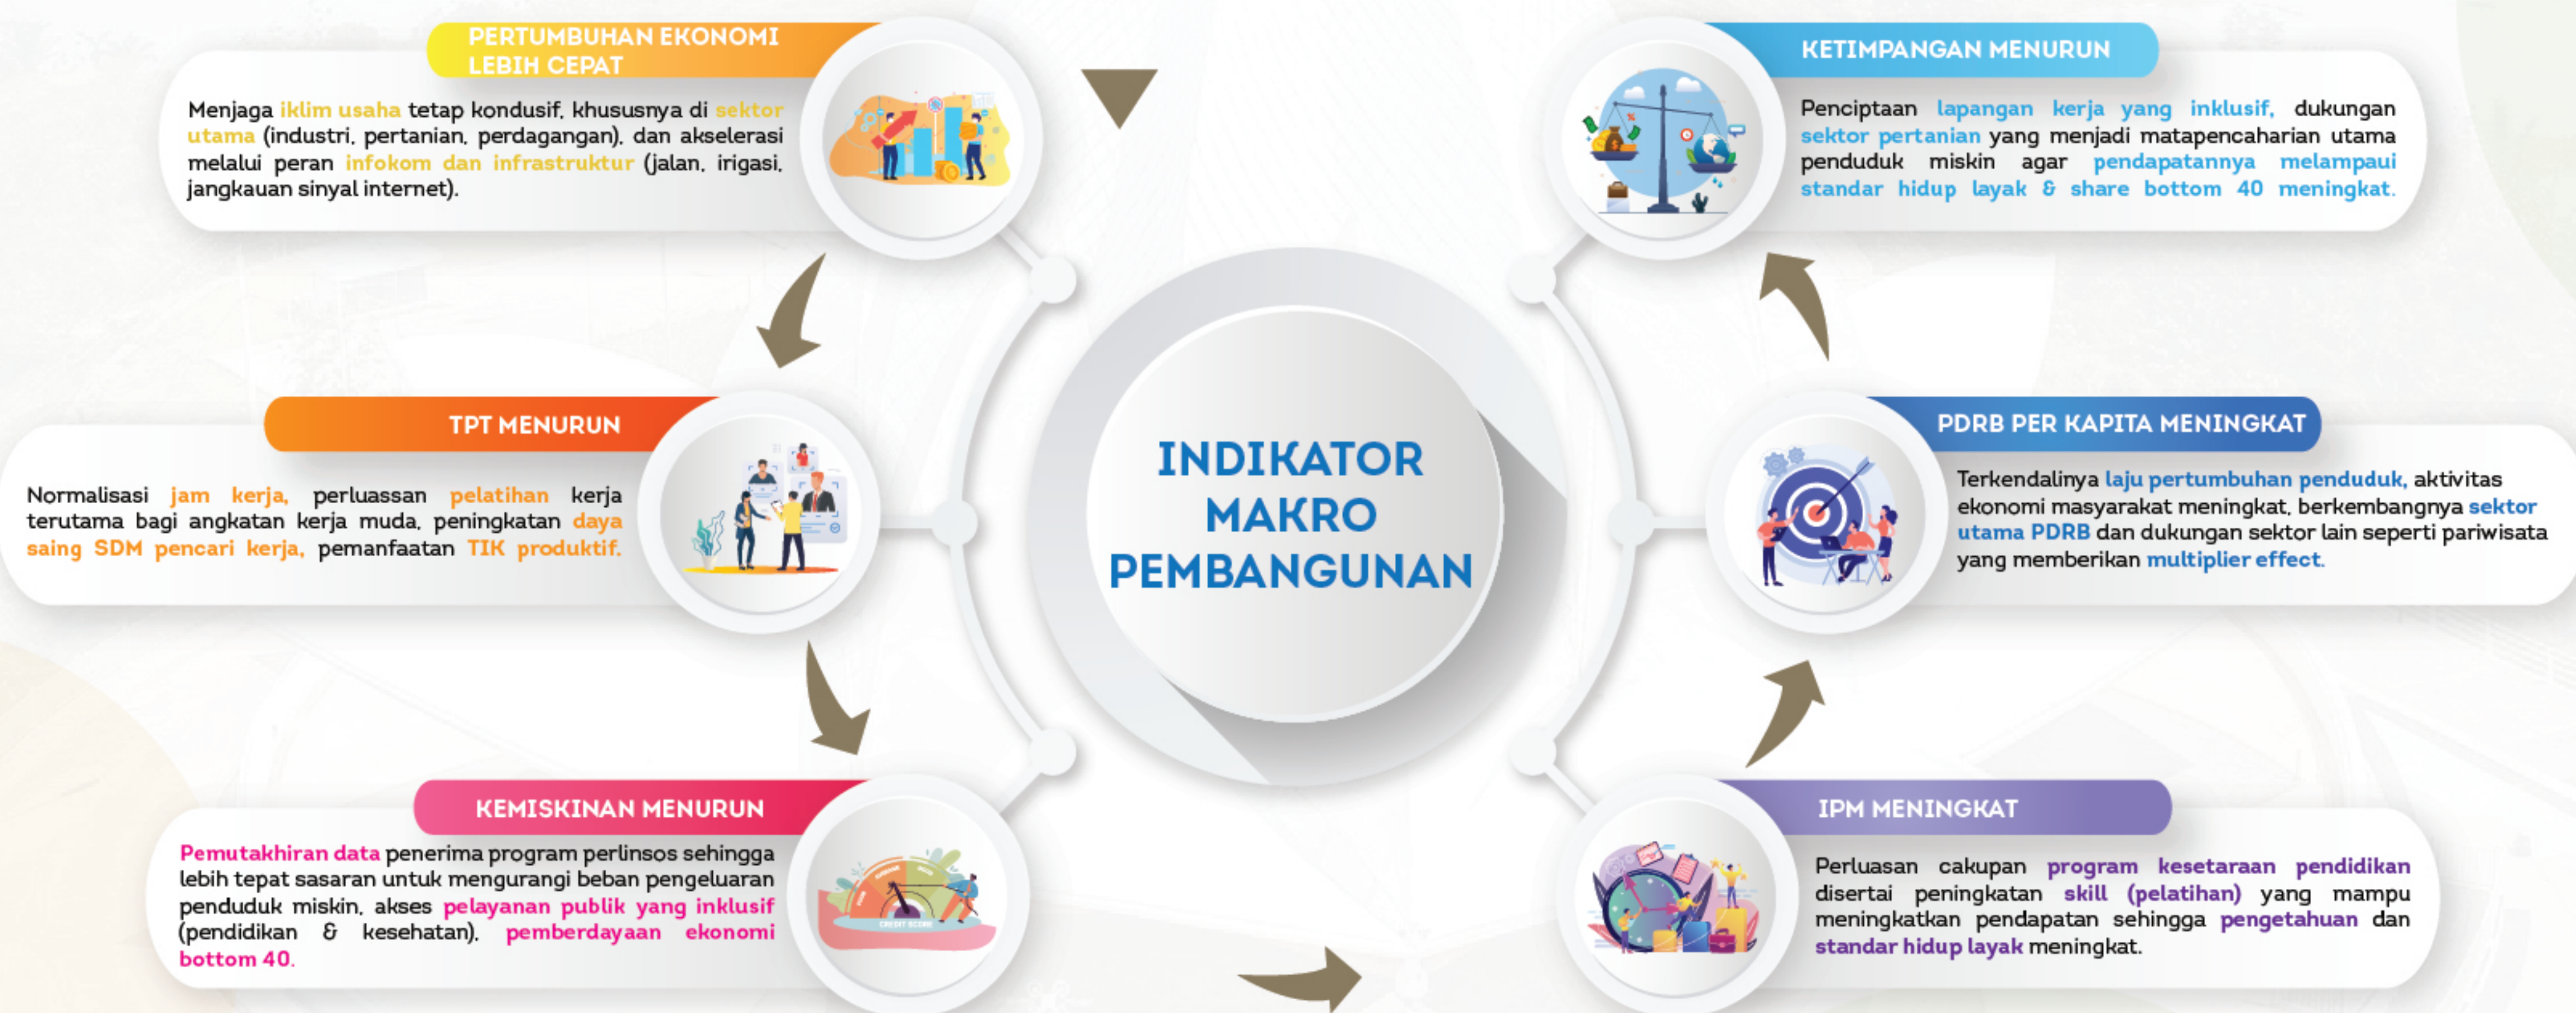 PERTUMBUHAN EKONOMI
LEBIH CEPAT
Menjaga iklim usaha tetap kondusif, khususnya di sektor
utama (industri, pertanian, perdagangan), dan akselerasi
melalui peran infokom dan infrastruktur (jalan, irigasi,
jangkauan sinyal internet).
TPT MENURUN
Normalisasi jam kerja, perluassan pelatihan kerja
terutama bagi angkatan kerja muda, peningkatan daya
saing SDM pencari kerja, pemanfaatan TIK produktif.
KEMISKINAN MENURUN
Pemutakhiran data penerima program perlinsos sehingga
lebih tepat sasaran untuk mengurangi beban pengeluaran
penduduk miskin, akses pelayanan publik yang inklusif
(pendidikan & kesehatan), pemberdayaan ekonomi
bottom 40.
CREDIT SCORE
INDIKATOR
MAKRO
PEMBANGUNAN
KETIMPANGAN MENURUN
Penciptaan lapangan kerja yang inklusif, dukungan
sektor pertanian yang menjadi matapencaharian utama
penduduk miskin agar pendapatannya melampaui
standar hidup layak & share bottom 40 meningkat.
PDRB PER KAPITA MENINGKAT
Terkendalinya laju pertumbuhan penduduk, aktivitas
ekonomi masyarakat meningkat, berkembangnya sektor
utama PDRB dan dukungan sektor lain seperti pariwisata
yang memberikan multiplier effect.
IPM MENINGKAT
Perluasan cakupan program kesetaraan pendidikan
disertai peningkatan skill (pelatihan) yang mampu
meningkatkan pendapatan sehingga pengetahuan dan
standar hidup layak meningkat.